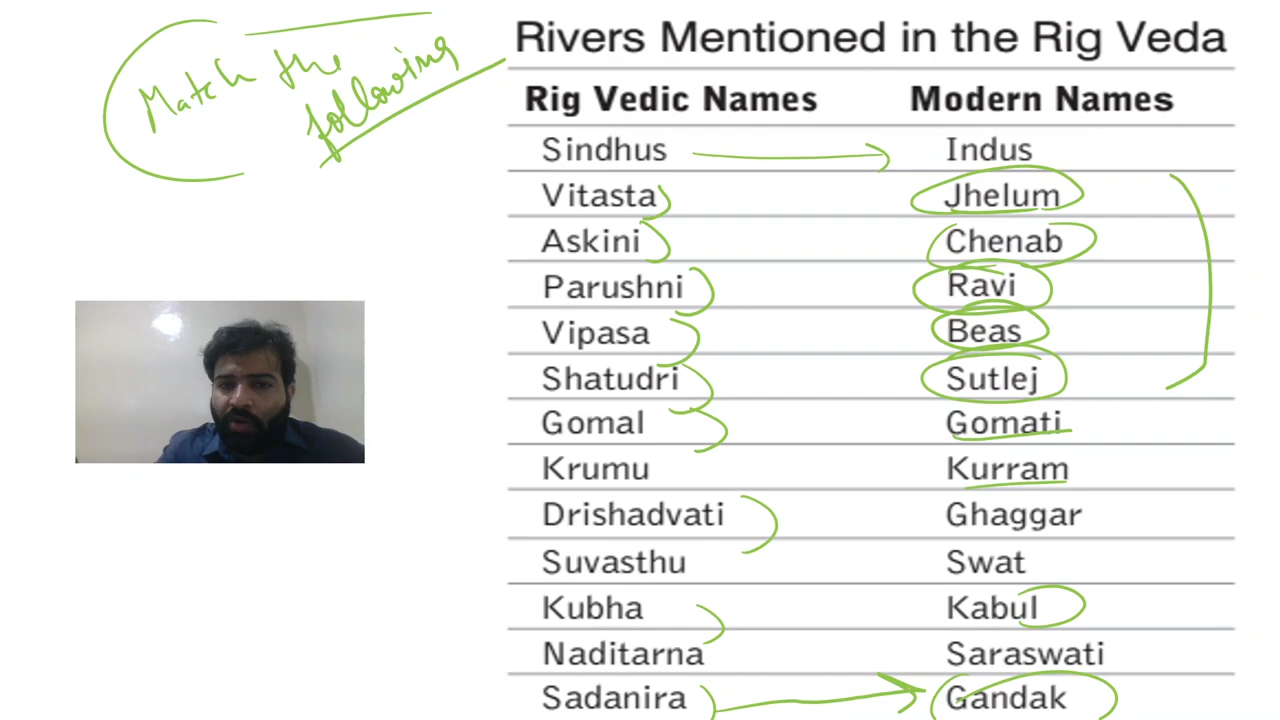 Match the
following
Rivers Mentioned in the Rig Veda
Rig Vedic Names Modern Names
Sindhus Indus
Vitasta Jhelum
Askini Chenab
Parushni Ravi
Vipasa Beas
Shatudri Sutlej
Gomal Gomati
Krumu Kurram
Drishadvati Ghaggar
Suvasthu Swat
Kubha Kabul
Naditarna Saraswati
Sadanira Gandak